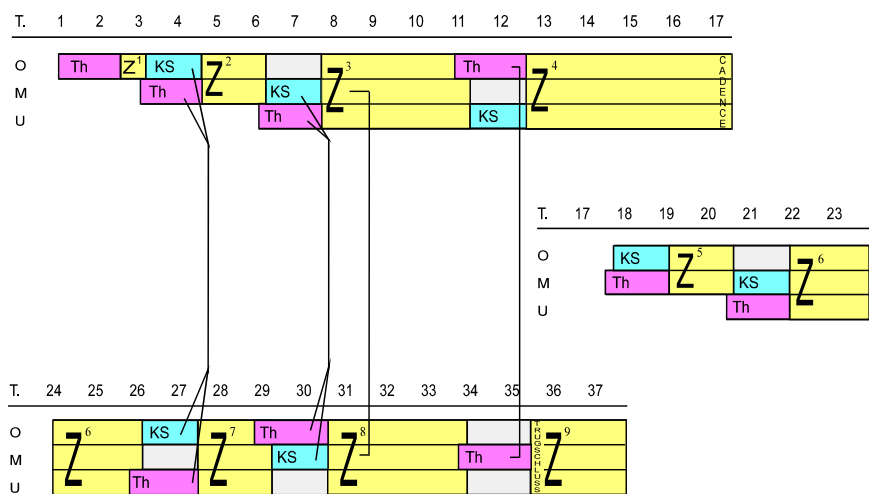 T. 1 2 3 4 5 6 7 8 9 10 11 12 13 14 15 16 17
O Th Z1 KS Z2 Z3 Th Z4 CADENCE
M Th KS
U Th KS
T. 17 18 19 20 21 22 23
O KS Z5 Z6
M Th KS
U Th
T. 24 25 26 27 28 29 30 31 32 33 34 35 36 37
O Z6 KS Z7 Th Z8 TRUGSCHLUSS Z9
M KS Th
U Th